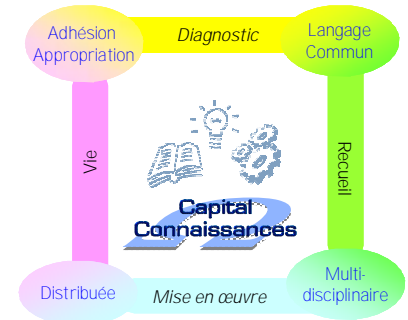 Adhésion
Appropriation
Diagnostic
Langage
Commun
Vie
Recueil
Capital
Connaissances
Distribuée
Mise en œuvre
Multi-
disciplinaire